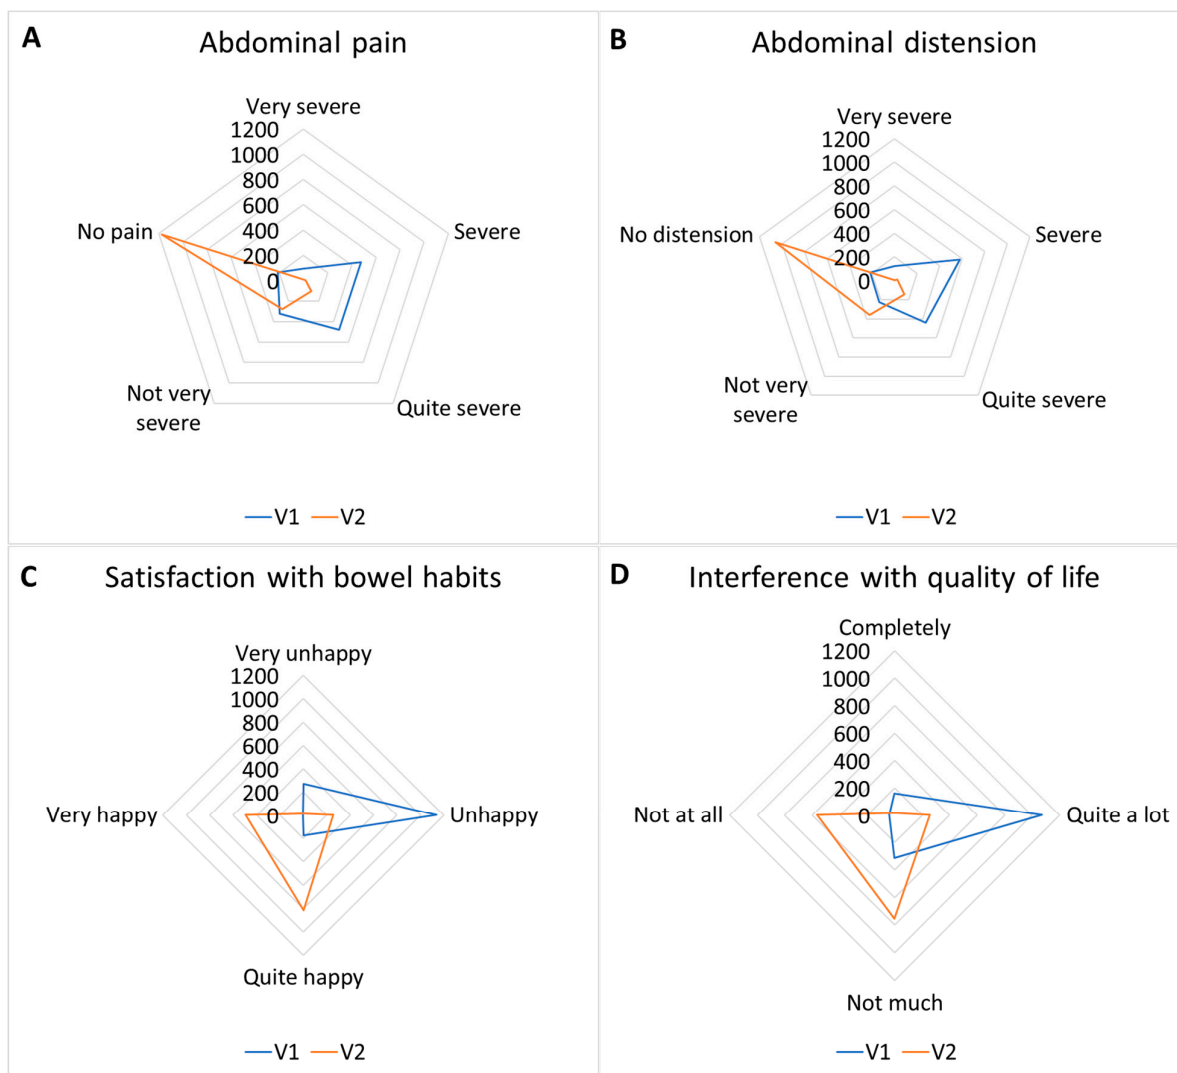 A
Abdominal pain
Very severe
1200
1000
800
600
400
200
0
No pain
Severe
Not very
severe
Quite severe
V1 V2
B
Abdominal distension
Very severe
1200
1000
800
600
400
200
0
No distension
Severe
Not very
severe
Quite severe
V1 V2
C
Satisfaction with bowel habits
Very unhappy
1200
1000
800
600
400
200
0
Very happy
Unhappy
Quite happy
V1 V2
D
Interference with quality of life
Completely
1200
1000
800
600
400
200
0
Not at all
Quite a lot
Not much
V1 V2